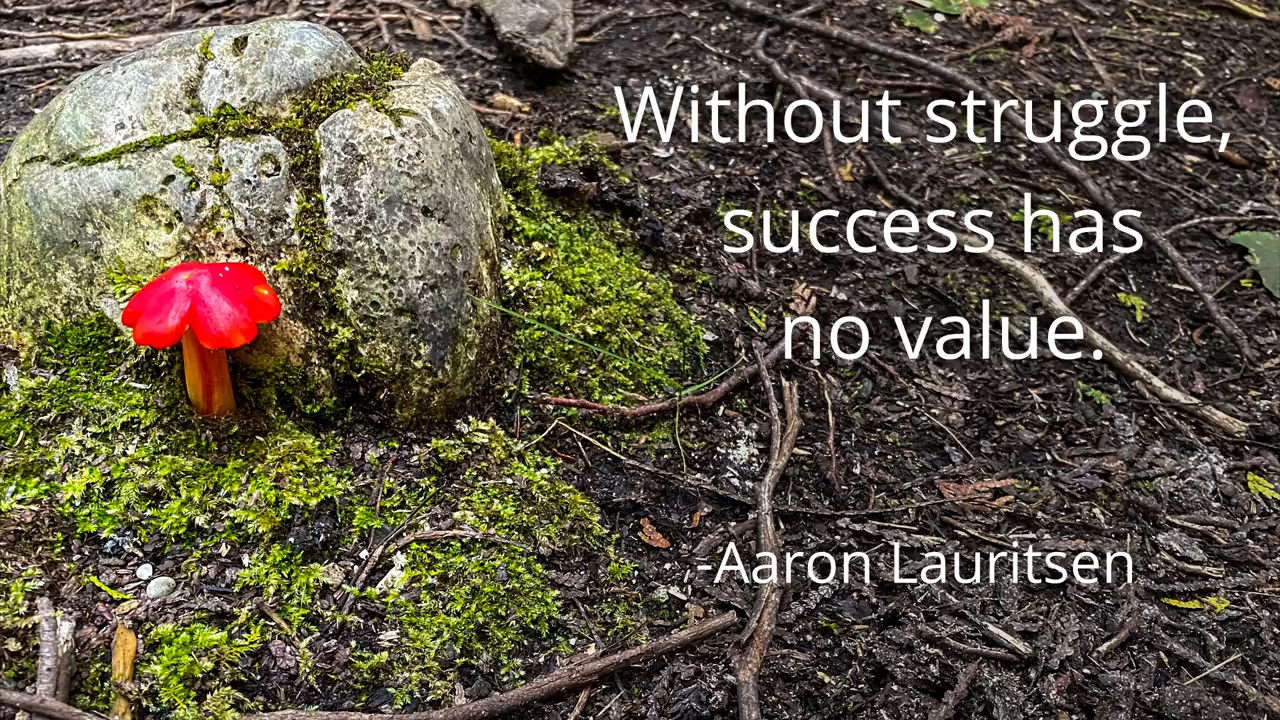 Without struggle,
success has
no value.
-Aaron Lauritsen